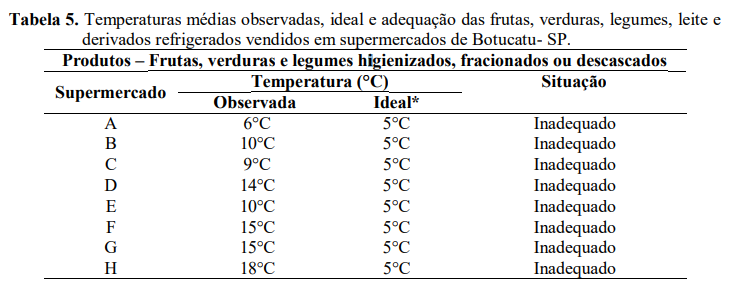 Tabela 5. Temperaturas médias observadas, ideal e adequação das frutas, verduras, legumes, leite e
derivados refrigerados vendidos em supermercados de Botucatu- SP.
Produtos – Frutas, verduras e legumes higienizados, fracionados ou descascados
Supermercado Temperatura (°C) Situação
Observada Ideal*
A 6°C 5°C Inadequado
B 10°C 5°C Inadequado
C 9°C 5°C Inadequado
D 14°C 5°C Inadequado
E 10°C 5°C Inadequado
F 15°C 5°C Inadequado
G 15°C 5°C Inadequado
H 18°C 5°C Inadequado